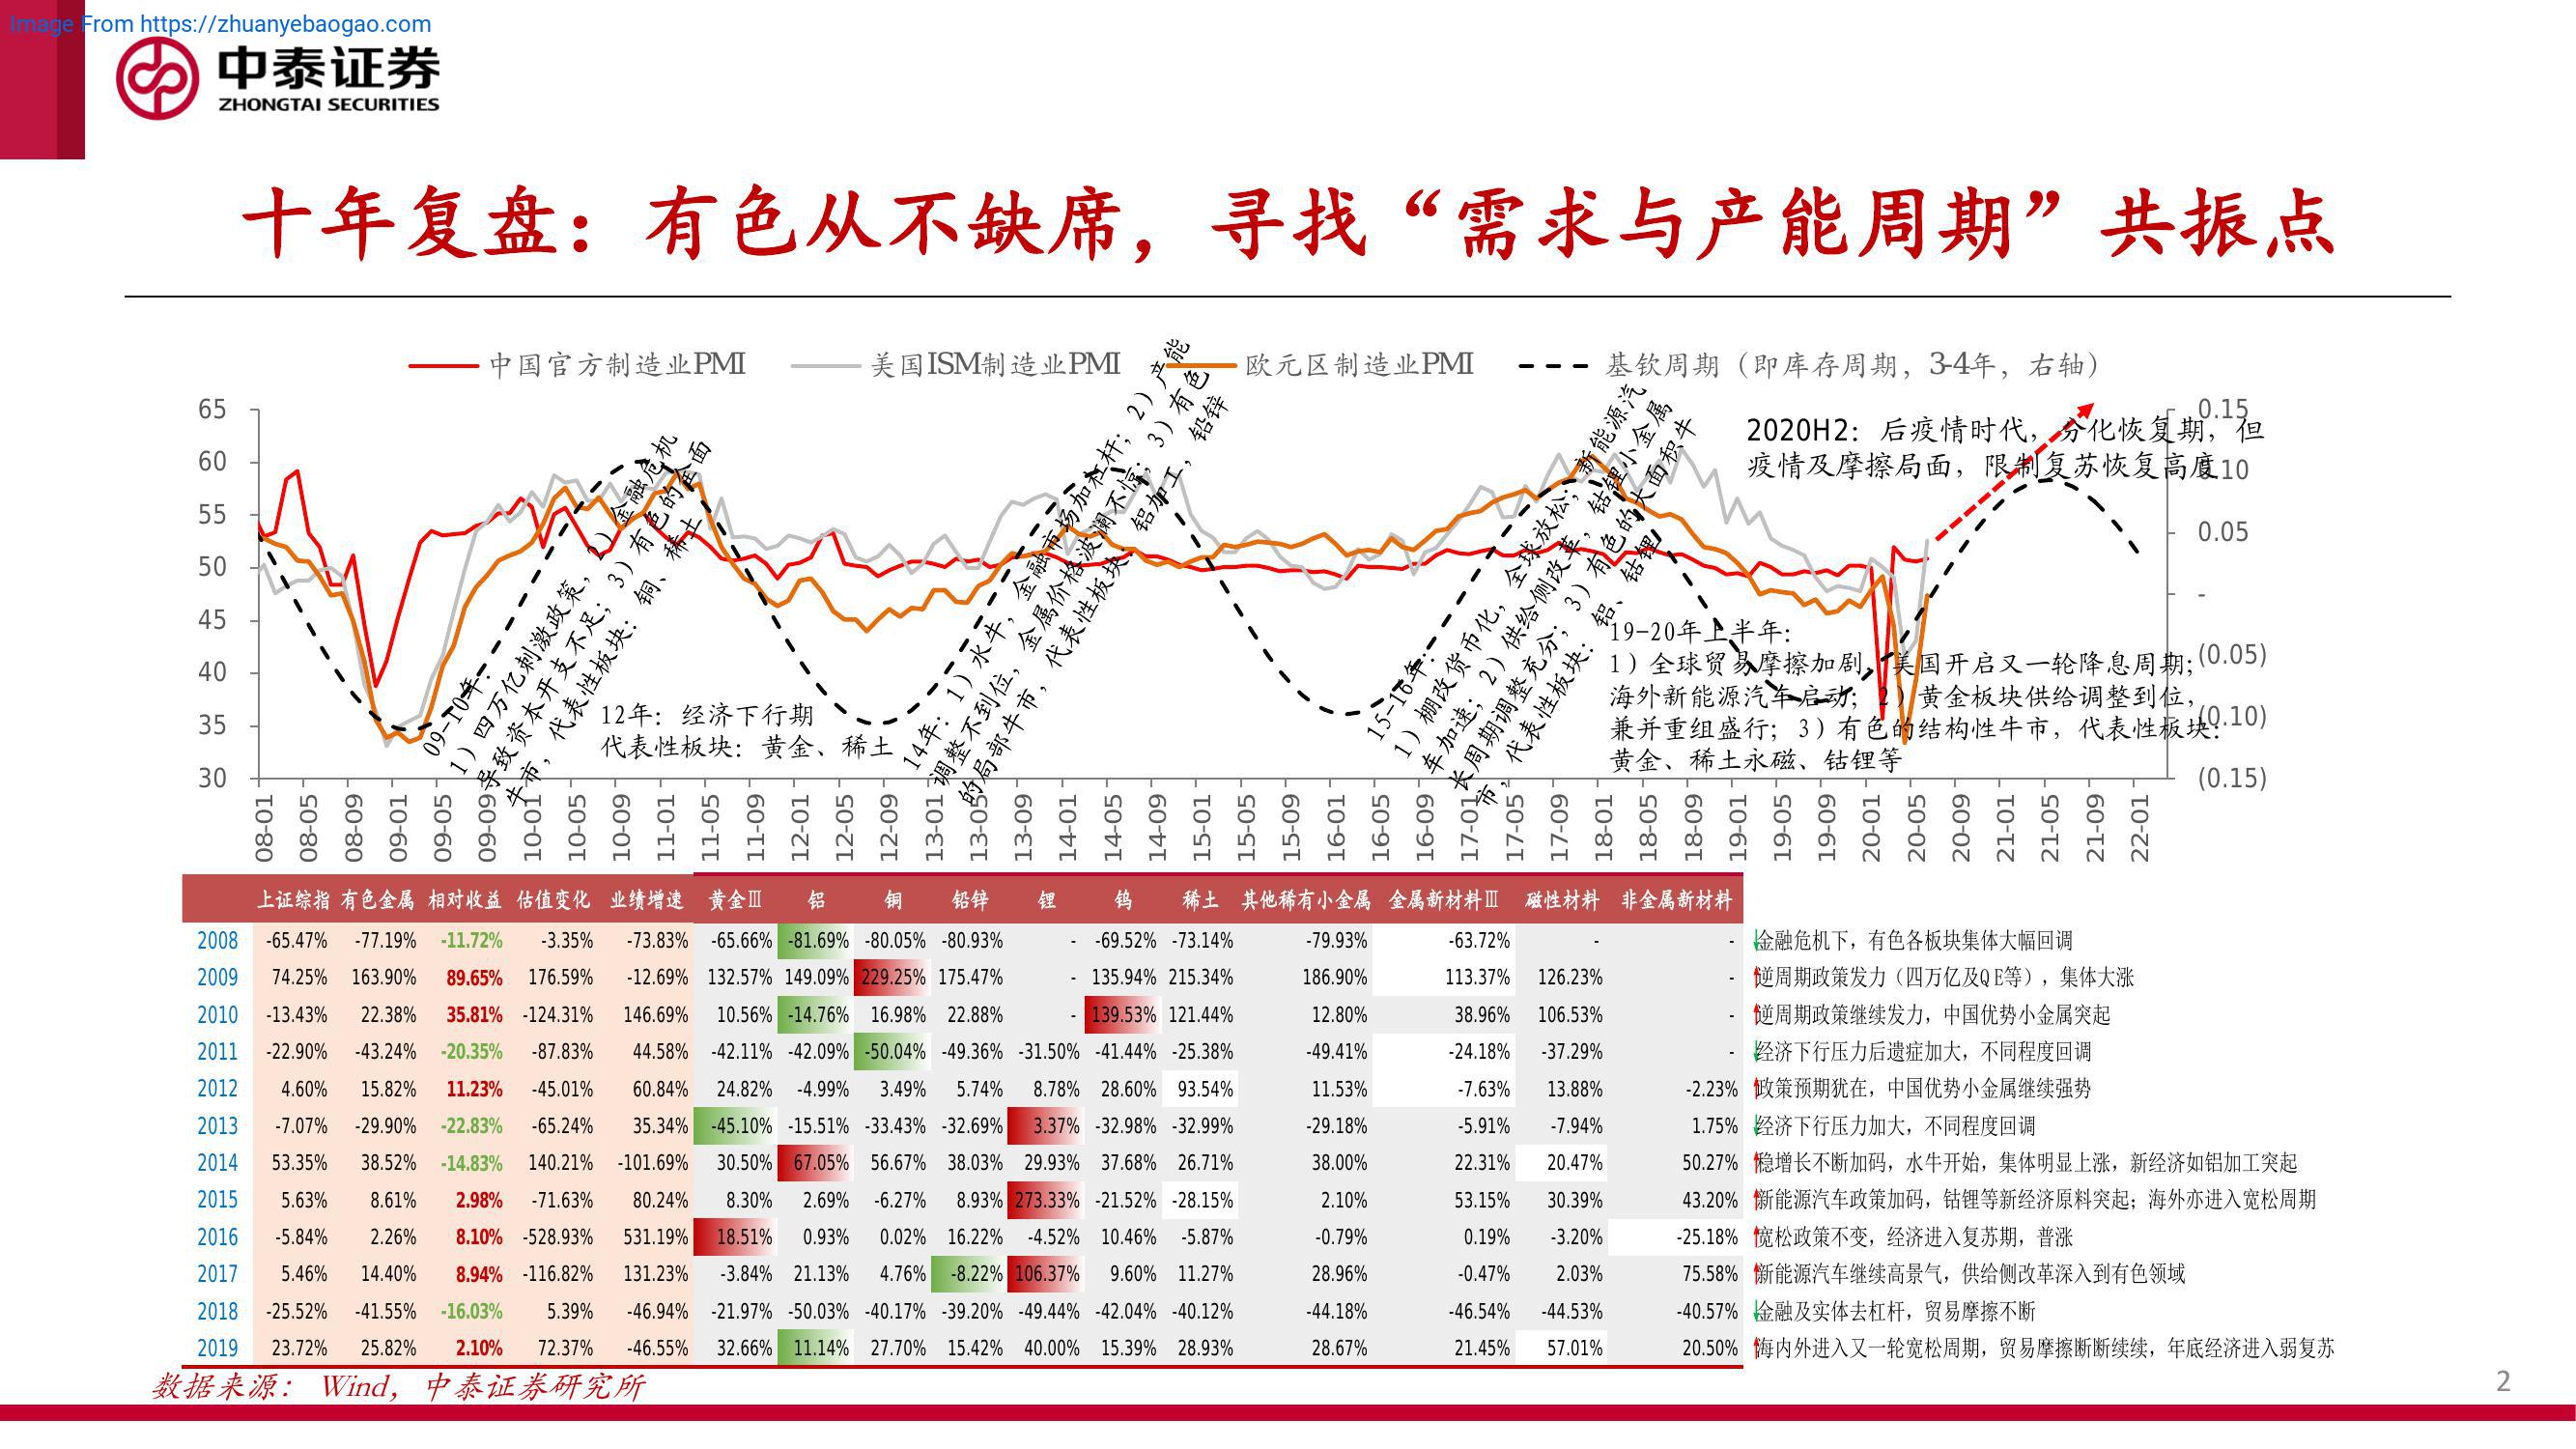 Image From https://zhuanyebaogao.com
中泰证券
ZHONGTAI SECURITIES
十年复盘：有色从不缺席，寻找“需求与产能周期”共振点
中国官方制造业PMI 美国ISM制造业PMI 欧元区制造业PMI 基钦周期（即库存周期，3-4年，右轴）
65
60
55
50
45
40
35
30
0.15
0.10
0.05
-
(0.05)
(0.10)
(0.15)
09-10年：
1）四万亿刺激政策，2）金融危机
导致资本开支不足；3）有色的全面
牛市，代表性板块：铜、稀土
12年：经济下行期
代表性板块：黄金、稀土
14年：1）水牛，金融市场加杠杆；2）产能
调整不到位，金属价格波澜不惊；3）有色
的局部牛市，代表性板块：铝加工，铅锌
15-16年：
1）棚改货币化，全球放松；新能源汽
车加速；2）供给侧改革，钴锂小金属
长周期调整充分；3）有色的大面积牛
市，代表性板块：铝、钴锂
2020H2：后疫情时代，分化恢复期，但
疫情及摩擦局面，限制复苏恢复高度
19-20年上半年：
1）全球贸易摩擦加剧，美国开启又一轮降息周期；
海外新能源汽车启动；2）黄金板块供给调整到位，
兼并重组盛行；3）有色的结构性牛市，代表性板块：
黄金、稀土永磁、钴锂等
08-01 08-05 08-09 09-01 09-05 09-09 10-01 10-05 10-09 11-01 11-05 11-09 12-01 12-05 12-09 13-01 13-05 13-09 14-01 14-05 14-09 15-01 15-05 15-09 16-01 16-05 16-09 17-01 17-05 17-09 18-01 18-05 18-09 19-01 19-05 19-09 20-01 20-05 20-09 21-01 21-05 21-09 22-01
上证综指 有色金属 相对收益 估值变化 业绩增速 黄金Ⅲ 铝 铜 铅锌 锂 钨 稀土 其他稀有小金属 金属新材料Ⅲ 磁性材料 非金属新材料
2008 -65.47% -77.19% -11.72% -3.35% -73.83% -65.66% -81.69% -80.05% -80.93% - -69.52% -73.14% -79.93% -63.72% - - 金融危机下，有色各板块集体大幅回调
2009 74.25% 163.90% 89.65% 176.59% -12.69% 132.57% 149.09% 229.25% 175.47% - 135.94% 215.34% 186.90% 113.37% 126.23% - 逆周期政策发力（四万亿及QE等），集体大涨
2010 -13.43% 22.38% 35.81% -124.31% 146.69% 10.56% -14.76% 16.98% 22.88% - 139.53% 121.44% 12.80% 38.96% 106.53% - 逆周期政策继续发力，中国优势小金属突起
2011 -22.90% -43.24% -20.35% -87.83% 44.58% -42.11% -42.09% -50.04% -49.36% -31.50% -41.44% -25.38% -49.41% -24.18% -37.29% - 经济下行压力后遗症加大，不同程度回调
2012 4.60% 15.82% 11.23% -45.01% 60.84% 24.82% -4.99% 3.49% 5.74% 8.78% 28.60% 93.54% 11.53% -7.63% 13.88% -2.23% 政策预期犹在，中国优势小金属继续强势
2013 -7.07% -29.90% -22.83% -65.24% 35.34% -45.10% -15.51% -33.43% -32.69% 3.37% -32.98% -32.99% -29.18% -5.91% -7.94% 1.75% 经济下行压力加大，不同程度回调
2014 53.35% 38.52% -14.83% 140.21% -101.69% 30.50% 67.05% 56.67% 38.03% 29.93% 37.68% 26.71% 38.00% 22.31% 20.47% 50.27% 稳增长不断加码，水牛开始，集体明显上涨，新经济如铝加工突起
2015 5.63% 8.61% 2.98% -71.63% 80.24% 8.30% 2.69% -6.27% 8.93% 273.33% -21.52% -28.15% 2.10% 53.15% 30.39% 43.20% 新能源汽车政策加码，钴锂等新经济原料突起；海外亦进入宽松周期
2016 -5.84% 2.26% 8.10% -528.93% 531.19% 18.51% 0.93% 0.02% 16.22% -4.52% 10.46% -5.87% -0.79% 0.19% -3.20% -25.18% 宽松政策不变，经济进入复苏期，普涨
2017 5.46% 14.40% 8.94% -116.82% 131.23% -3.84% 21.13% 4.76% -8.22% 106.37% 9.60% 11.27% 28.96% -0.47% 2.03% 75.58% 新能源汽车继续高景气，供给侧改革深入到有色领域
2018 -25.52% -41.55% -16.03% 5.39% -46.94% -21.97% -50.03% -40.17% -39.20% -49.44% -42.04% -40.12% -44.18% -46.54% -44.53% -40.57% 金融及实体去杠杆，贸易摩擦不断
2019 23.72% 25.82% 2.10% 72.37% -46.55% 32.66% 11.14% 27.70% 15.42% 40.00% 15.39% 28.93% 28.67% 21.45% 57.01% 20.50% 海内外进入又一轮宽松周期，贸易摩擦断断续续，年底经济进入弱复苏
数据来源： Wind，中泰证券研究所
2